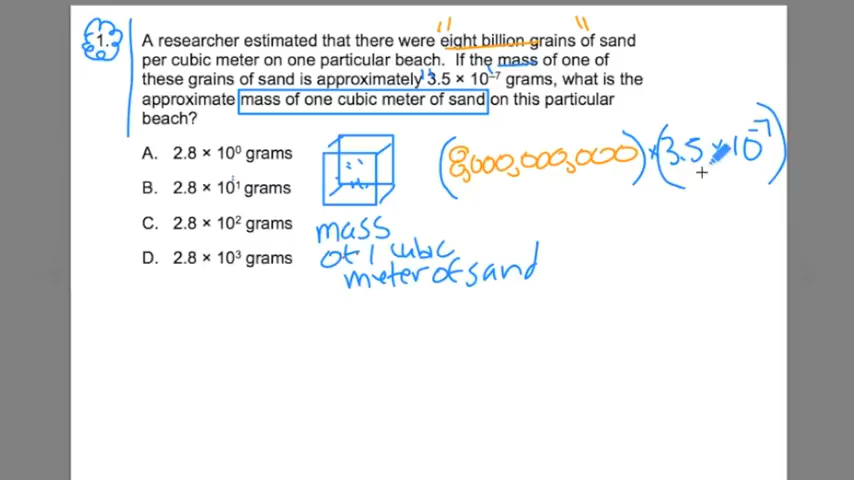 1. A researcher estimated that there were eight billion grains of sand
per cubic meter on one particular beach. If the mass of one of
these grains of sand is approximately 3.5 × 10⁻⁷ grams, what is the
approximate mass of one cubic meter of sand on this particular
beach?
A. 2.8 × 10⁰ grams
B. 2.8 × 10¹ grams
C. 2.8 × 10² grams
D. 2.8 × 10³ grams
(8,000,000,000) × (3.5 × 10⁻⁷)
mass
of 1 cubic
meter of sand